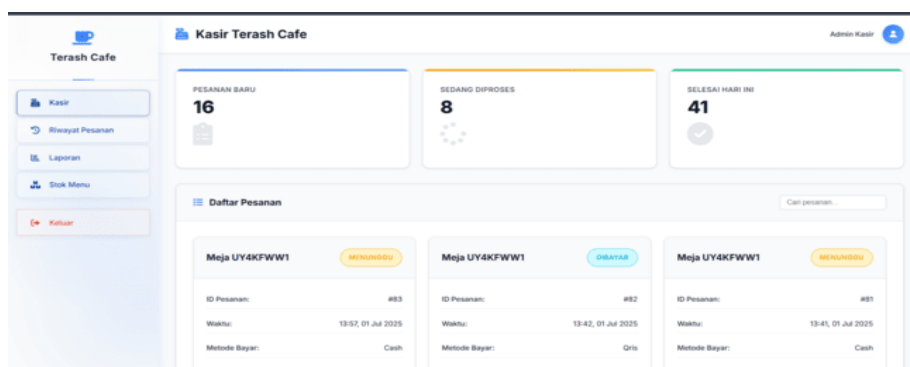 Terash Cafe
Kasir
Riwayat Pesanan
Laporan
Stok Menu
Keluar
Kasir Terash Cafe
Admin Kasir
PESANAN BARU
16
SEDANG DIPROSES
8
SELESAI HARI INI
41
Daftar Pesanan
Cari pesanan...
Meja UY4KFWW1
MENUNGGU
ID Pesanan: #83
Waktu: 13:57, 01 Jul 2025
Metode Bayar: Cash
Meja UY4KFWW1
DIBAYAR
ID Pesanan: #82
Waktu: 13:42, 01 Jul 2025
Metode Bayar: Qris
Meja UY4KFWW1
MENUNGGU
ID Pesanan: #81
Waktu: 13:41, 01 Jul 2025
Metode Bayar: Cash